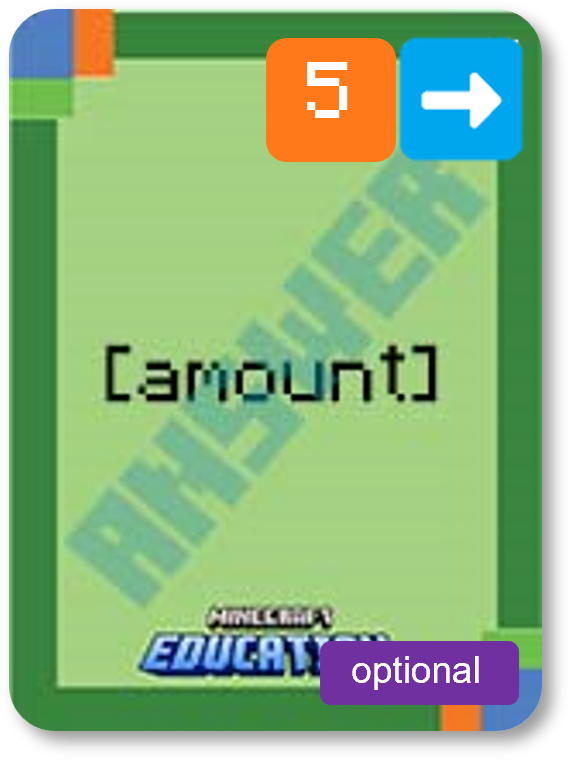 5
[amount]
ANSWER
MINECRAFT
EDUCATION
optional